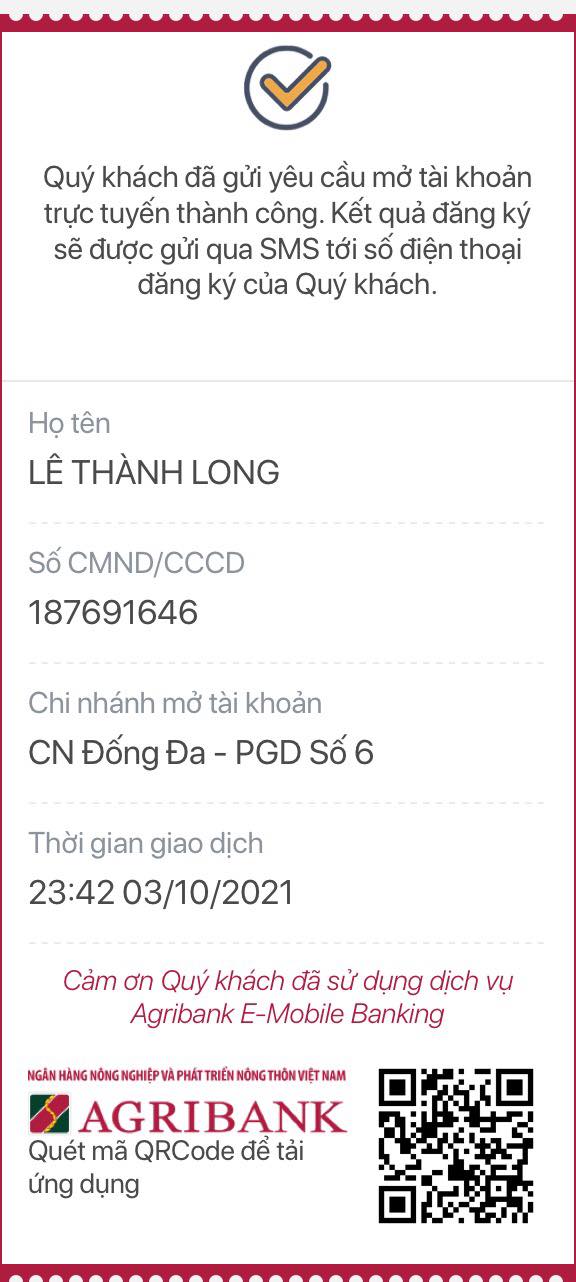 Quý khách đã gửi yêu cầu mở tài khoản
trực tuyến thành công. Kết quả đăng ký
sẽ được gửi qua SMS tới số điện thoại
đăng ký của Quý khách.
Họ tên
LÊ THÀNH LONG
Số CMND/CCCD
187691646
Chi nhánh mở tài khoản
CN Đống Đa - PGD Số 6
Thời gian giao dịch
23:42 03/10/2021
Cảm ơn Quý khách đã sử dụng dịch vụ
Agribank E-Mobile Banking
NGÂN HÀNG NÔNG NGHIỆP VÀ PHÁT TRIỂN NÔNG THÔN VIỆT NAM
AGRIBANK
Quét mã QRCode để tải
ứng dụng